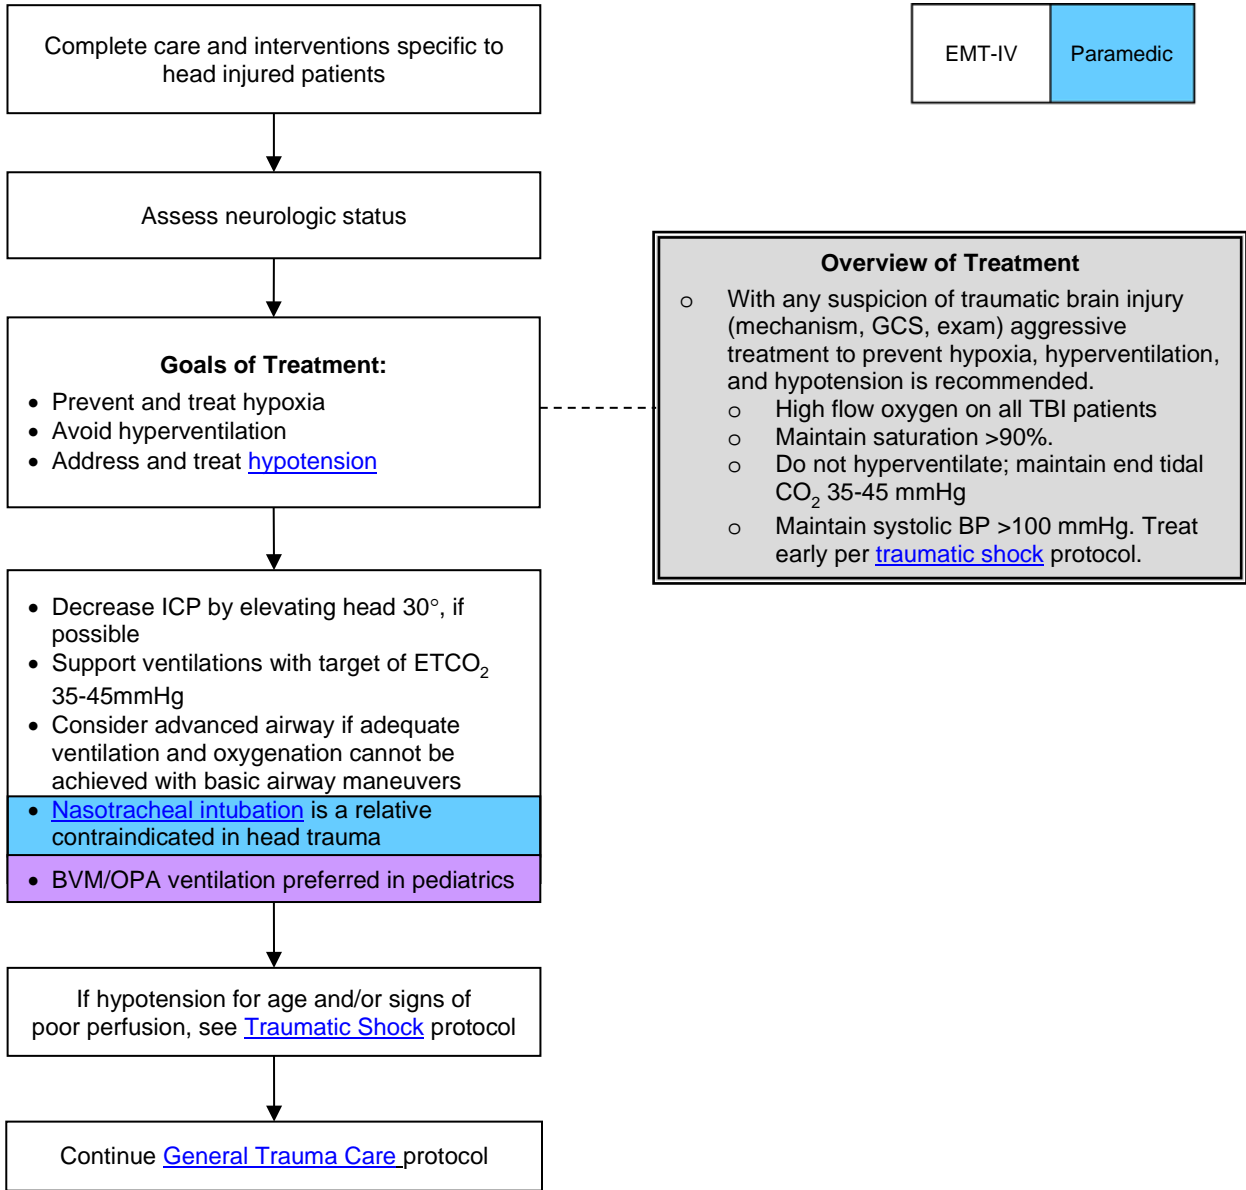 Complete care and interventions specific to
head injured patients
EMT-IV
Paramedic
Assess neurologic status
Goals of Treatment:
• Prevent and treat hypoxia
• Avoid hyperventilation
• Address and treat hypotension
Overview of Treatment
o With any suspicion of traumatic brain injury
(mechanism, GCS, exam) aggressive
treatment to prevent hypoxia, hyperventilation,
and hypotension is recommended.
o High flow oxygen on all TBI patients
o Maintain saturation >90%.
o Do not hyperventilate; maintain end tidal
CO2 35-45 mmHg
o Maintain systolic BP >100 mmHg. Treat
early per traumatic shock protocol.
• Decrease ICP by elevating head 30°, if
possible
• Support ventilations with target of ETCO2
35-45mmHg
• Consider advanced airway if adequate
ventilation and oxygenation cannot be
achieved with basic airway maneuvers
• Nasotracheal intubation is a relative
contraindicated in head trauma
• BVM/OPA ventilation preferred in pediatrics
If hypotension for age and/or signs of
poor perfusion, see Traumatic Shock protocol
Continue General Trauma Care protocol